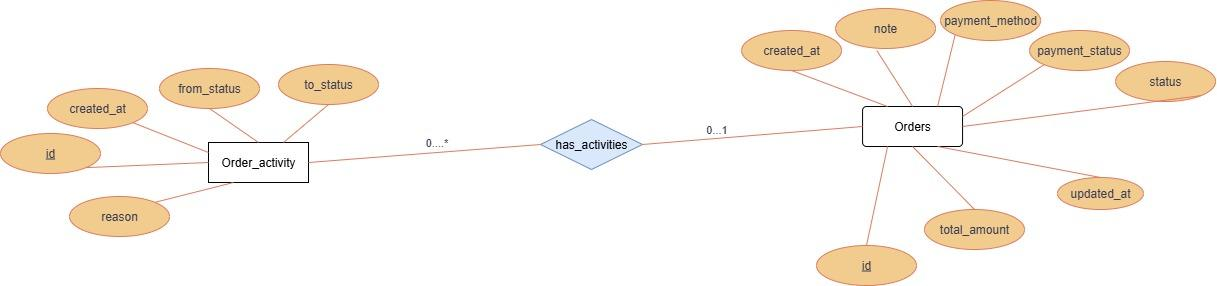 note
payment_method
created_at
payment_status
to_status
status
from_status
created_at
Orders
0...1
0....*
has_activities
id
Order_activity
updated_at
reason
total_amount
id